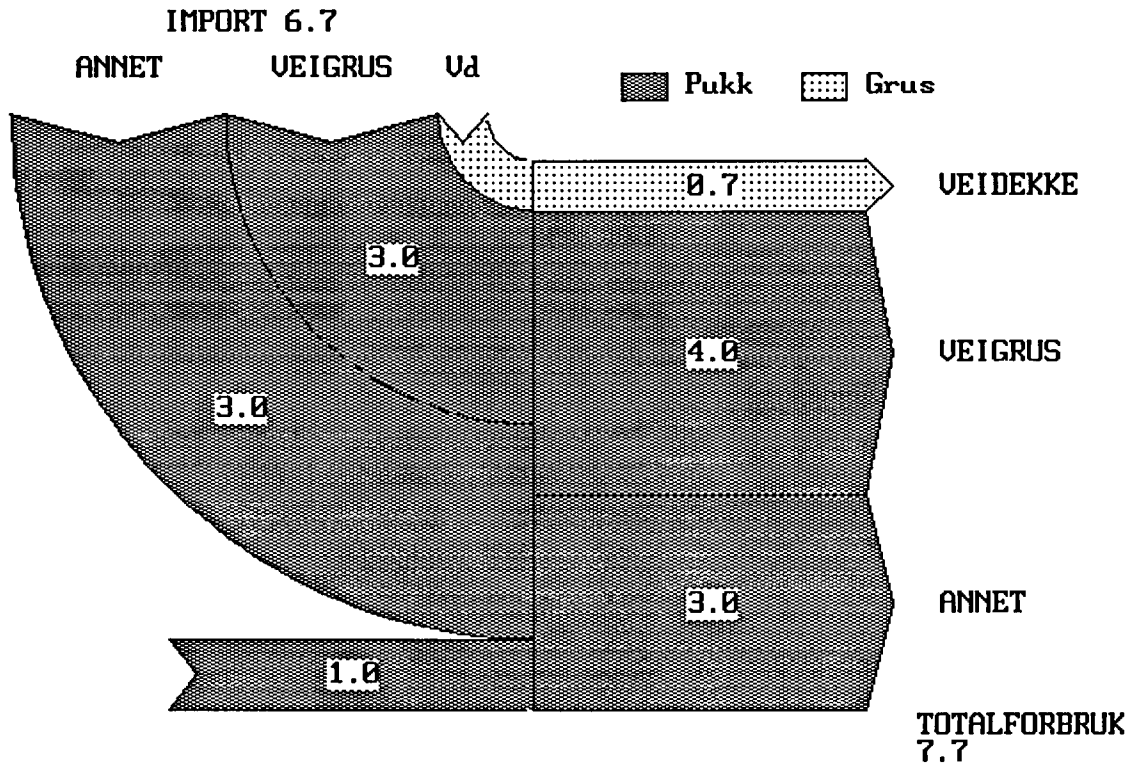 IMPORT 6.7
ANNET VEIGRUS Vd
Pukk Grus
0.7 VEIDEKKE
3.0
4.0 VEIGRUS
3.0
3.0 ANNET
1.0
TOTALFORBRUK
7.7